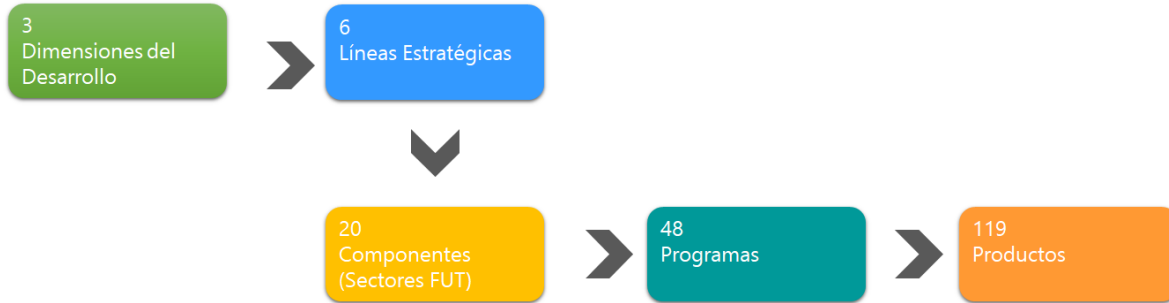 3
Dimensiones del
Desarrollo
6
Líneas Estratégicas
20
Componentes
(Sectores FUT)
48
Programas
119
Productos